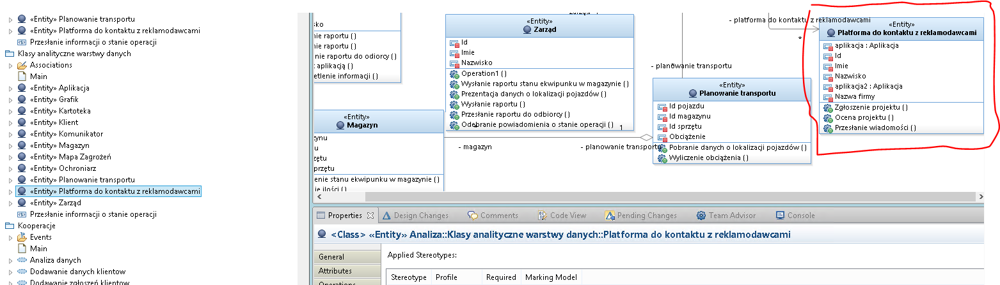 «Entity» Planowanie transportu
«Entity» Platforma do kontaktu z reklamodawcami
Przesłanie informacji o stanie operacji
Klasy analityczne warstwy danych
Associations
Main
«Entity» Aplikacja
«Entity» Grafik
«Entity» Kartoteka
«Entity» Klient
«Entity» Komunikator
«Entity» Magazyn
«Entity» Mapa Zagrożeń
«Entity» Ochroniarz
«Entity» Planowanie transportu
«Entity» Platforma do kontaktu z reklamodawcami
«Entity» Zarząd
Przesłanie informacji o stanie operacji
Kooperacje
Events
Main
Analiza danych
Dodawanie danych klientow
Dodawanie zgłoszeń klientow
sko
nie raportu ( )
nie raportu ( )
nie raportu do odiorcy ( )
aplikacją ( )
etlenie informacji ( )
«Entity»
Zarząd
Id
Imie
Nazwisko
Operation1 ( )
Wysłanie raportu stanu ekwipunku w magazynie ( )
Prezentacja danych o lokalizacji pojazdów ( )
Wysłanie raportu ( )
Przesłanie raportu do odbiorcy ( )
Odebranie powiadomienia o stanie operacji ( )
1
«Entity»
Magazyn
zynu
u
zętu
przętu
enie stanu ekwipunku w magazynie ( )
ie ilości ( )
*
- magazyn
- planowanie transportu
- planowanie transportu
*
«Entity»
Planowanie transportu
Id pojazdu
Id magazynu
Id sprzętu
Obciążenie
Pobranie danych o lokalizacji pojazdów ( )
Wyliczenie obciążenia ( )
- platforma do kontaktu z reklamodawcami
*
«Entity»
Platforma do kontaktu z reklamodawcami
aplikacja : Aplikacja
Id
Imie
Nazwisko
aplikacja2 : Aplikacja
Nazwa firmy
Zgłoszenie projektu ( )
Ocena projektu ( )
Przesłanie wiadomości ( )
Properties
Design Changes
Comments
Code View
Pending Changes
Team Advisor
Console
<Class> «Entity» Analiza::Klasy analityczne warstwy danych::Platforma do kontaktu z reklamodawcami
General
Attributes
Operations
Applied Stereotypes:
Stereotype Profile Required Marking Model